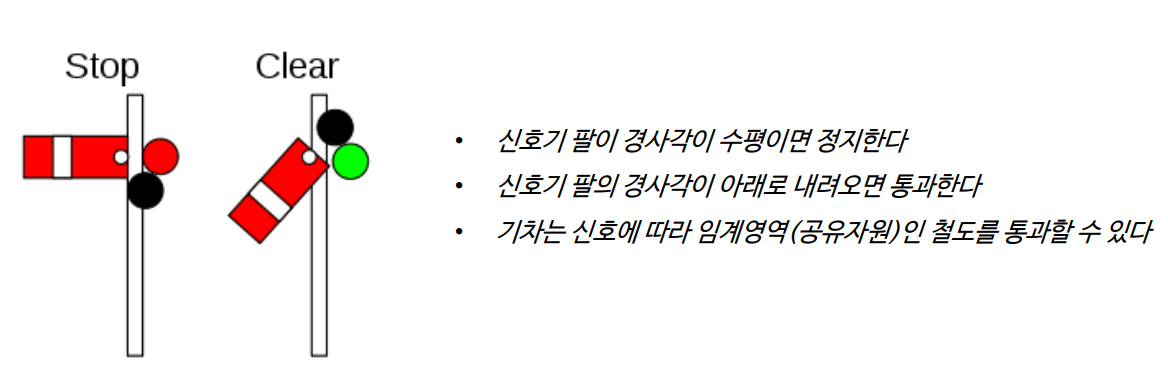 Stop
Clear
• 신호기 팔이 경사각이 수평이면 정지한다
• 신호기 팔의 경사각이 아래로 내려오면 통과한다
• 기차는 신호에 따라 임계영역(공유자원)인 철도를 통과할 수 있다